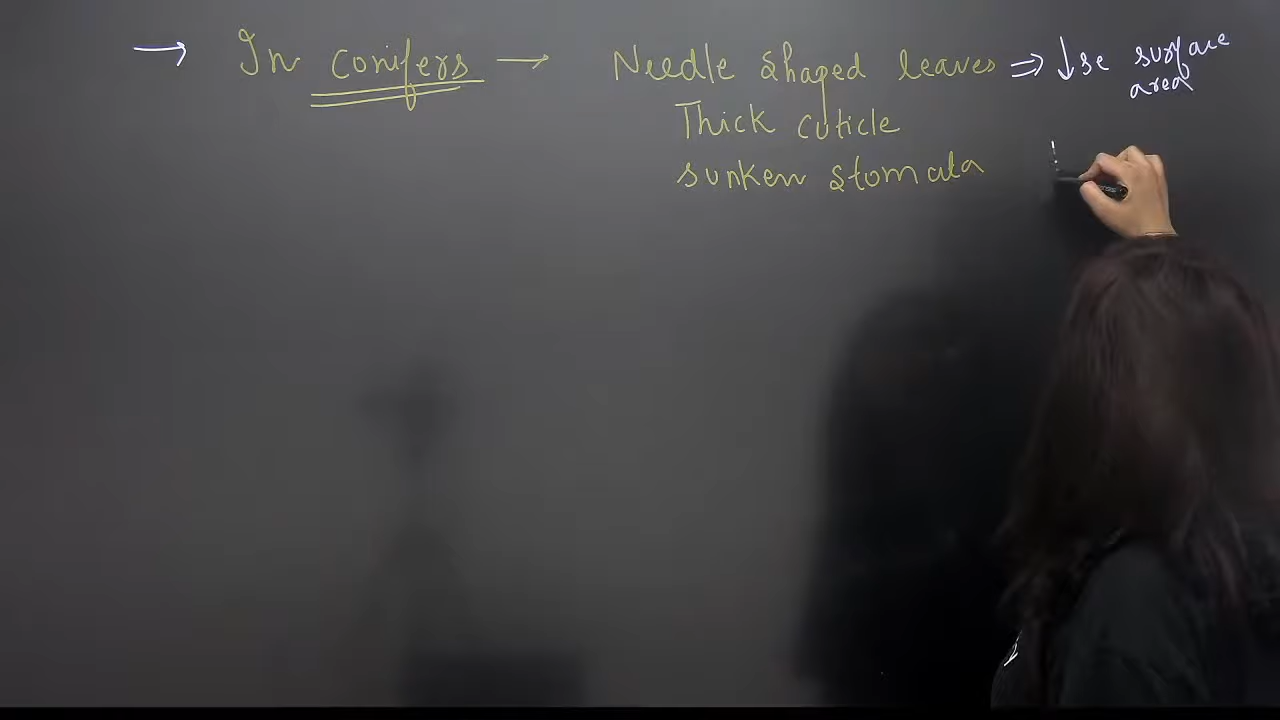 → In conifers → Needle shaped leaves ⇒ ↓se surface
area
Thick cuticle
sunken stomata